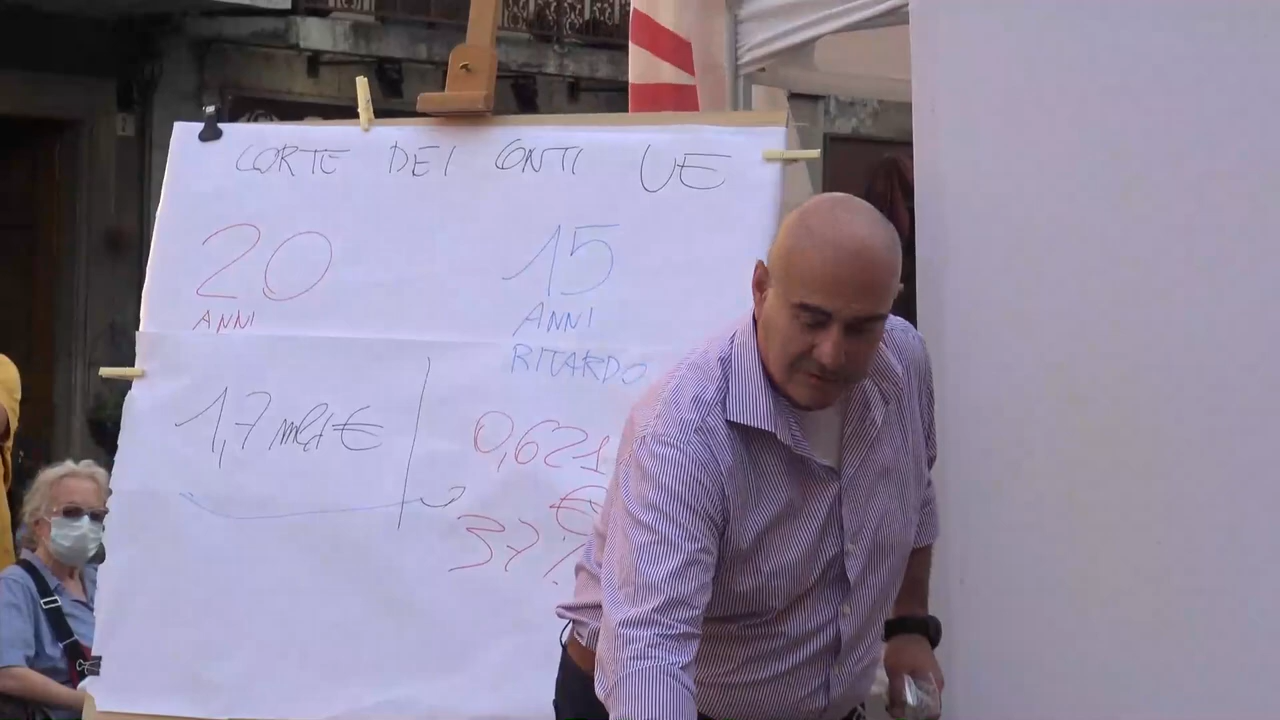 CORTE DEI CONTI UE
20 15
ANNI ANNI
RITARDO
1,7 mld € 0,621
€
37%